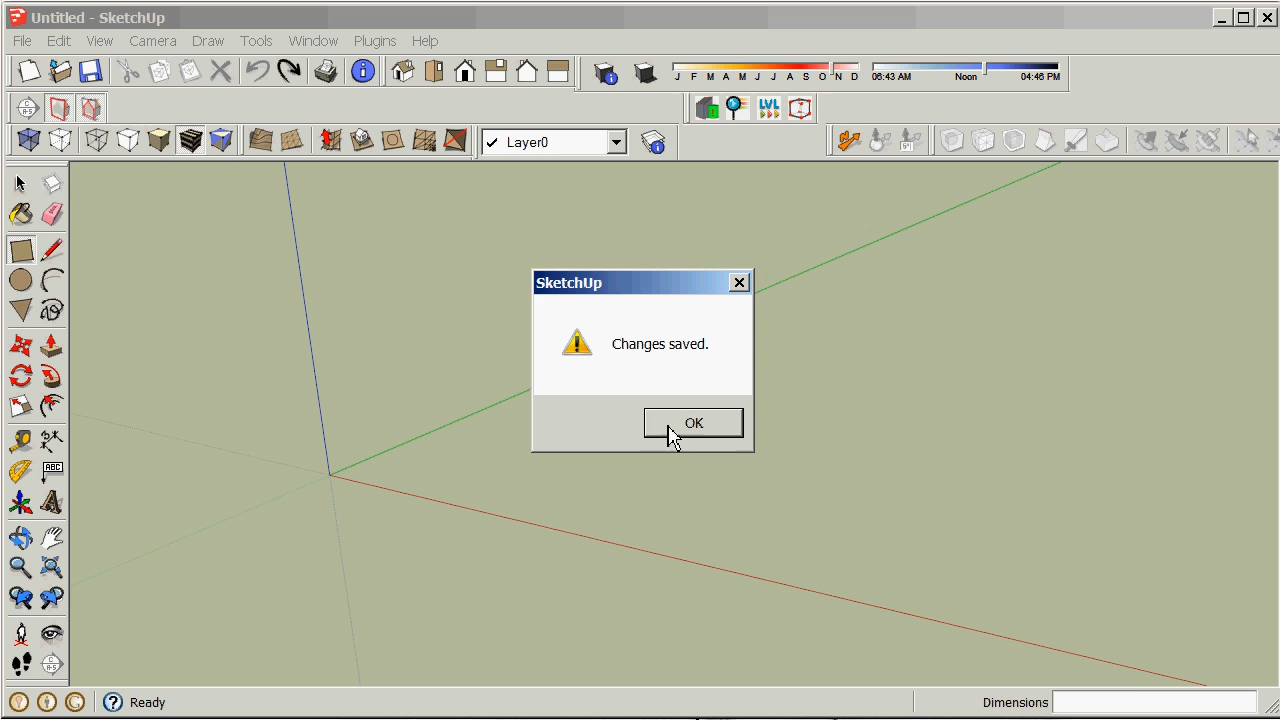 Untitled - SketchUp
File Edit View Camera Draw Tools Window Plugins Help
J F M A M J J A S O N D
06:43 AM Noon 04:46 PM
LVL
Layer0
SketchUp
Changes saved.
OK
ABC
Ready
Dimensions